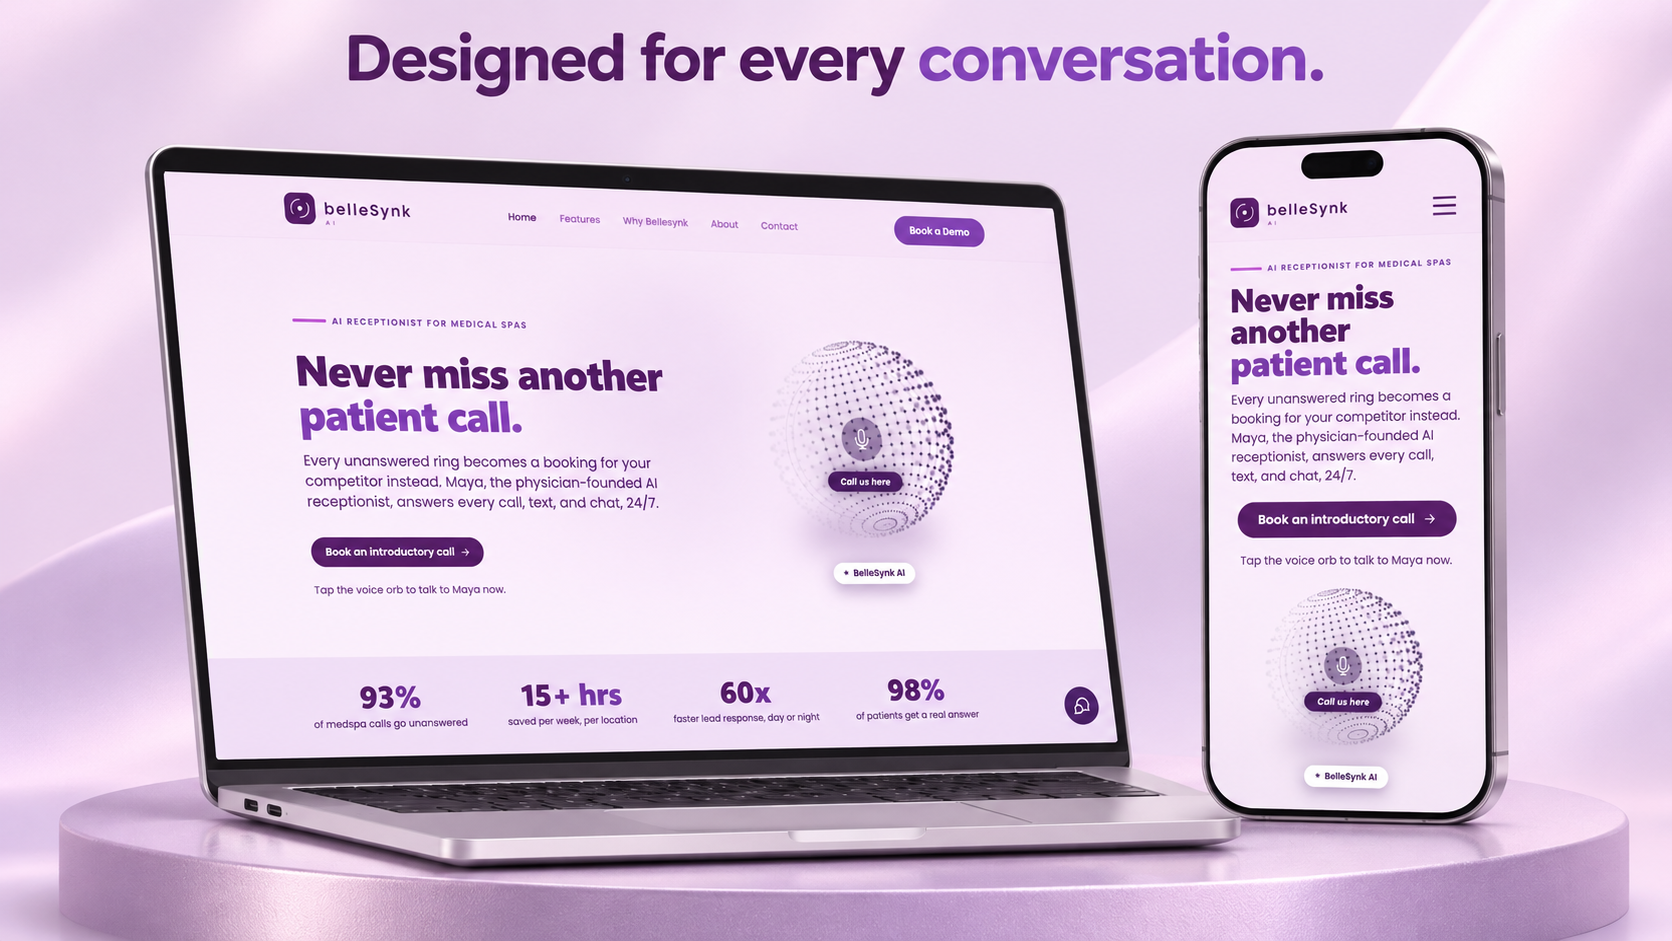 Designed for every conversation.
belleSynk
AI
Home Features Why Bellesynk About Contact
Book a Demo
AI RECEPTIONIST FOR MEDICAL SPAS
Never miss another
patient call.
Every unanswered ring becomes a booking for your
competitor instead. Maya, the physician-founded AI
receptionist, answers every call, text, and chat, 24/7.
Book an introductory call →
Tap the voice orb to talk to Maya now.
Call us here
BelleSynk AI
93%
of medspa calls go unanswered
15+ hrs
saved per week, per location
60x
faster lead response, day or night
98%
of patients get a real answer
belleSynk
AI
AI RECEPTIONIST FOR MEDICAL SPAS
Never miss
another
patient call.
Every unanswered ring becomes a
booking for your competitor instead.
Maya, the physician-founded AI
receptionist, answers every call,
text, and chat, 24/7.
Book an introductory call →
Tap the voice orb to talk to Maya now.
Call us here
BelleSynk AI